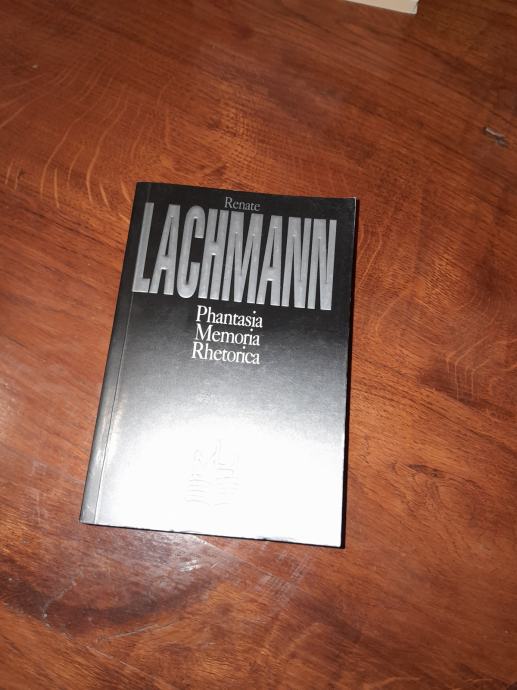 Renate
LACHMANN
Phantasia
Memoria
Rhetorica